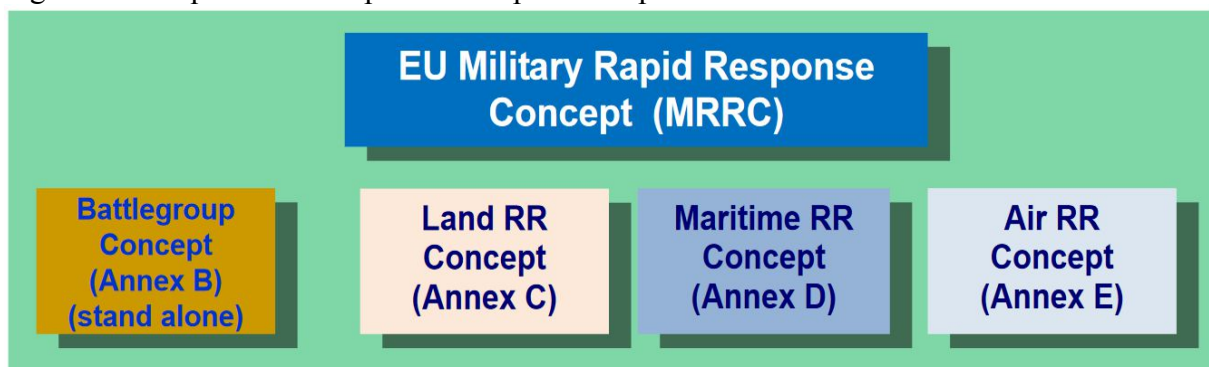 EU Military Rapid Response
Concept (MRRC)
Battlegroup
Concept
(Annex B)
(stand alone)
Land RR
Concept
(Annex C)
Maritime RR
Concept
(Annex D)
Air RR
Concept
(Annex E)